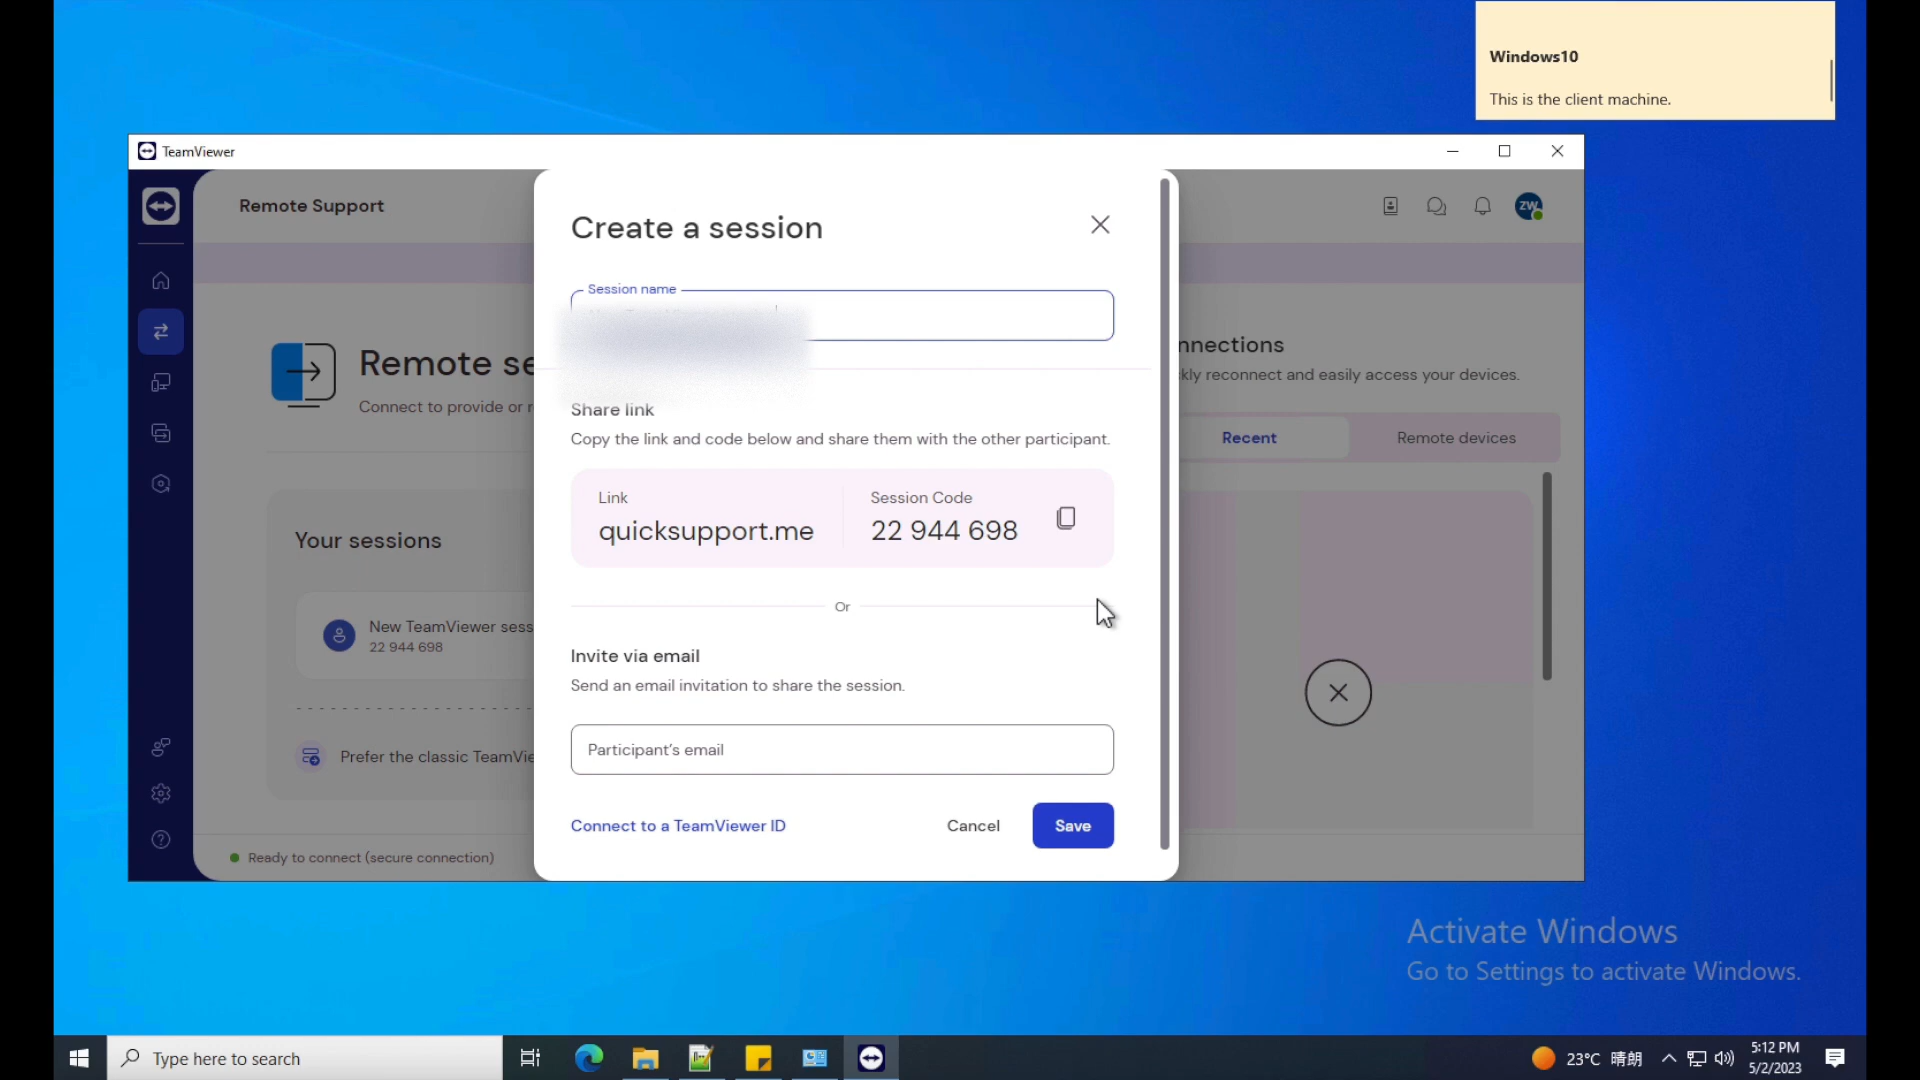 Windows10
This is the client machine.
TeamViewer
Remote Support
ZW
Create a session
Session name
Remote se
Connect to provide or r
Share link
Copy the link and code below and share them with the other participant.
Link
quicksupport.me
Session Code
22 944 698
Or
Invite via email
Send an email invitation to share the session.
Participant's email
Connect to a TeamViewer ID
Cancel
Save
nnections
kly reconnect and easily access your devices.
Recent
Remote devices
Your sessions
New TeamViewer sess
22 944 698
Prefer the classic TeamVie
Ready to connect (secure connection)
Activate Windows
Go to Settings to activate Windows.
Type here to search
23°C 晴朗
5:12 PM
5/2/2023